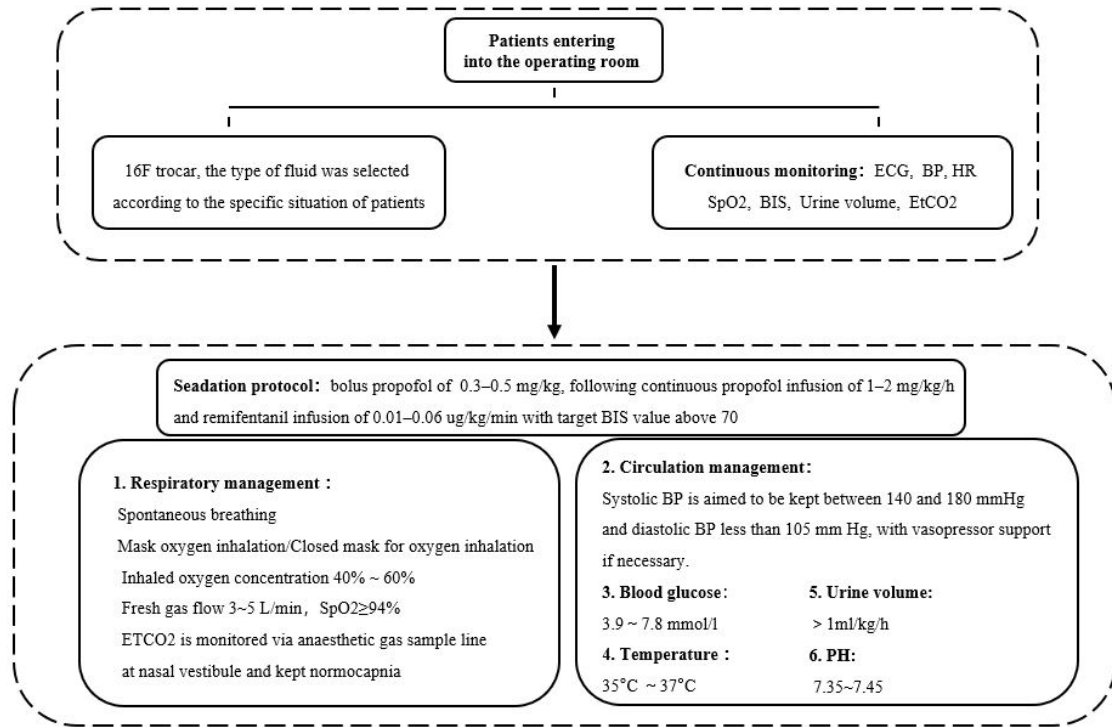 Patients entering
into the operating room
16F trocar, the type of fluid was selected
according to the specific situation of patients
Continuous monitoring： ECG, BP, HR
SpO2, BIS, Urine volume, EtCO2
Seadation protocol： bolus propofol of 0.3–0.5 mg/kg, following continuous propofol infusion of 1–2 mg/kg/h
and remifentanil infusion of 0.01–0.06 ug/kg/min with target BIS value above 70
1. Respiratory management：
Spontaneous breathing
Mask oxygen inhalation/Closed mask for oxygen inhalation
Inhaled oxygen concentration 40% ~ 60%
Fresh gas flow 3~5 L/min，SpO2≥94%
ETCO2 is monitored via anaesthetic gas sample line
at nasal vestibule and kept normocapnia
2. Circulation management：
Systolic BP is aimed to be kept between 140 and 180 mmHg
and diastolic BP less than 105 mm Hg, with vasopressor support
if necessary.
3. Blood glucose：
3.9 ~ 7.8 mmol/l
4. Temperature：
35°C ~ 37°C
5. Urine volume:
> 1ml/kg/h
6. PH:
7.35~7.45